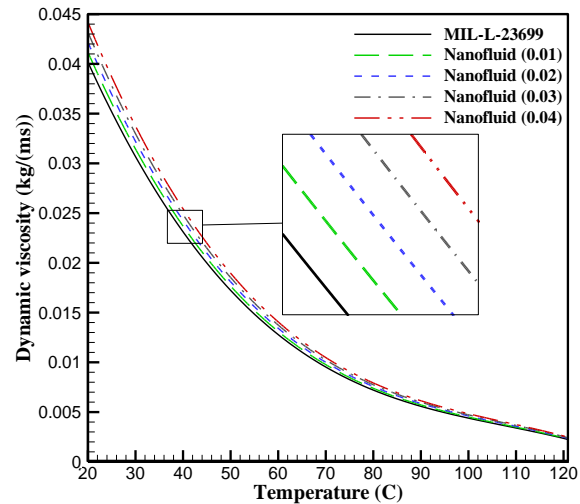 MIL-L-23699
Nanofluid (0.01)
Nanofluid (0.02)
Nanofluid (0.03)
Nanofluid (0.04)
Dynamic viscosity (kg/(ms))
0.045
0.04
0.035
0.03
0.025
0.02
0.015
0.01
0.005
0
20 30 40 50 60 70 80 90 100 110 120
Temperature (C)